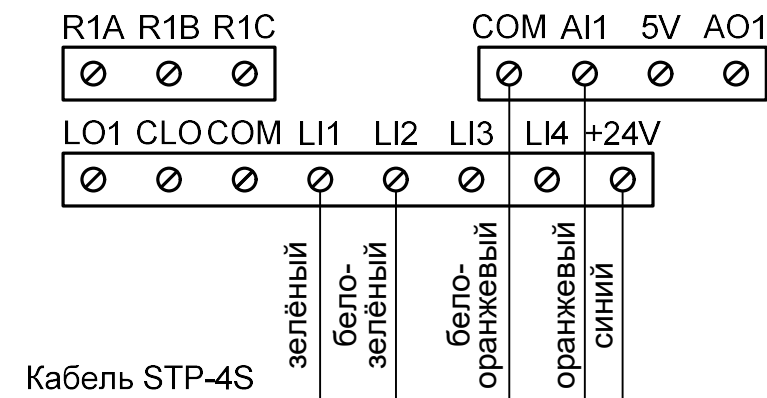 R1A R1B R1C
COM AI1 5V AO1
LO1 CLO COM LI1 LI2 LI3 LI4 +24V
зелёный
бело-
зелёный
бело-
оранжевый
оранжевый
синий
Кабель STP-4S